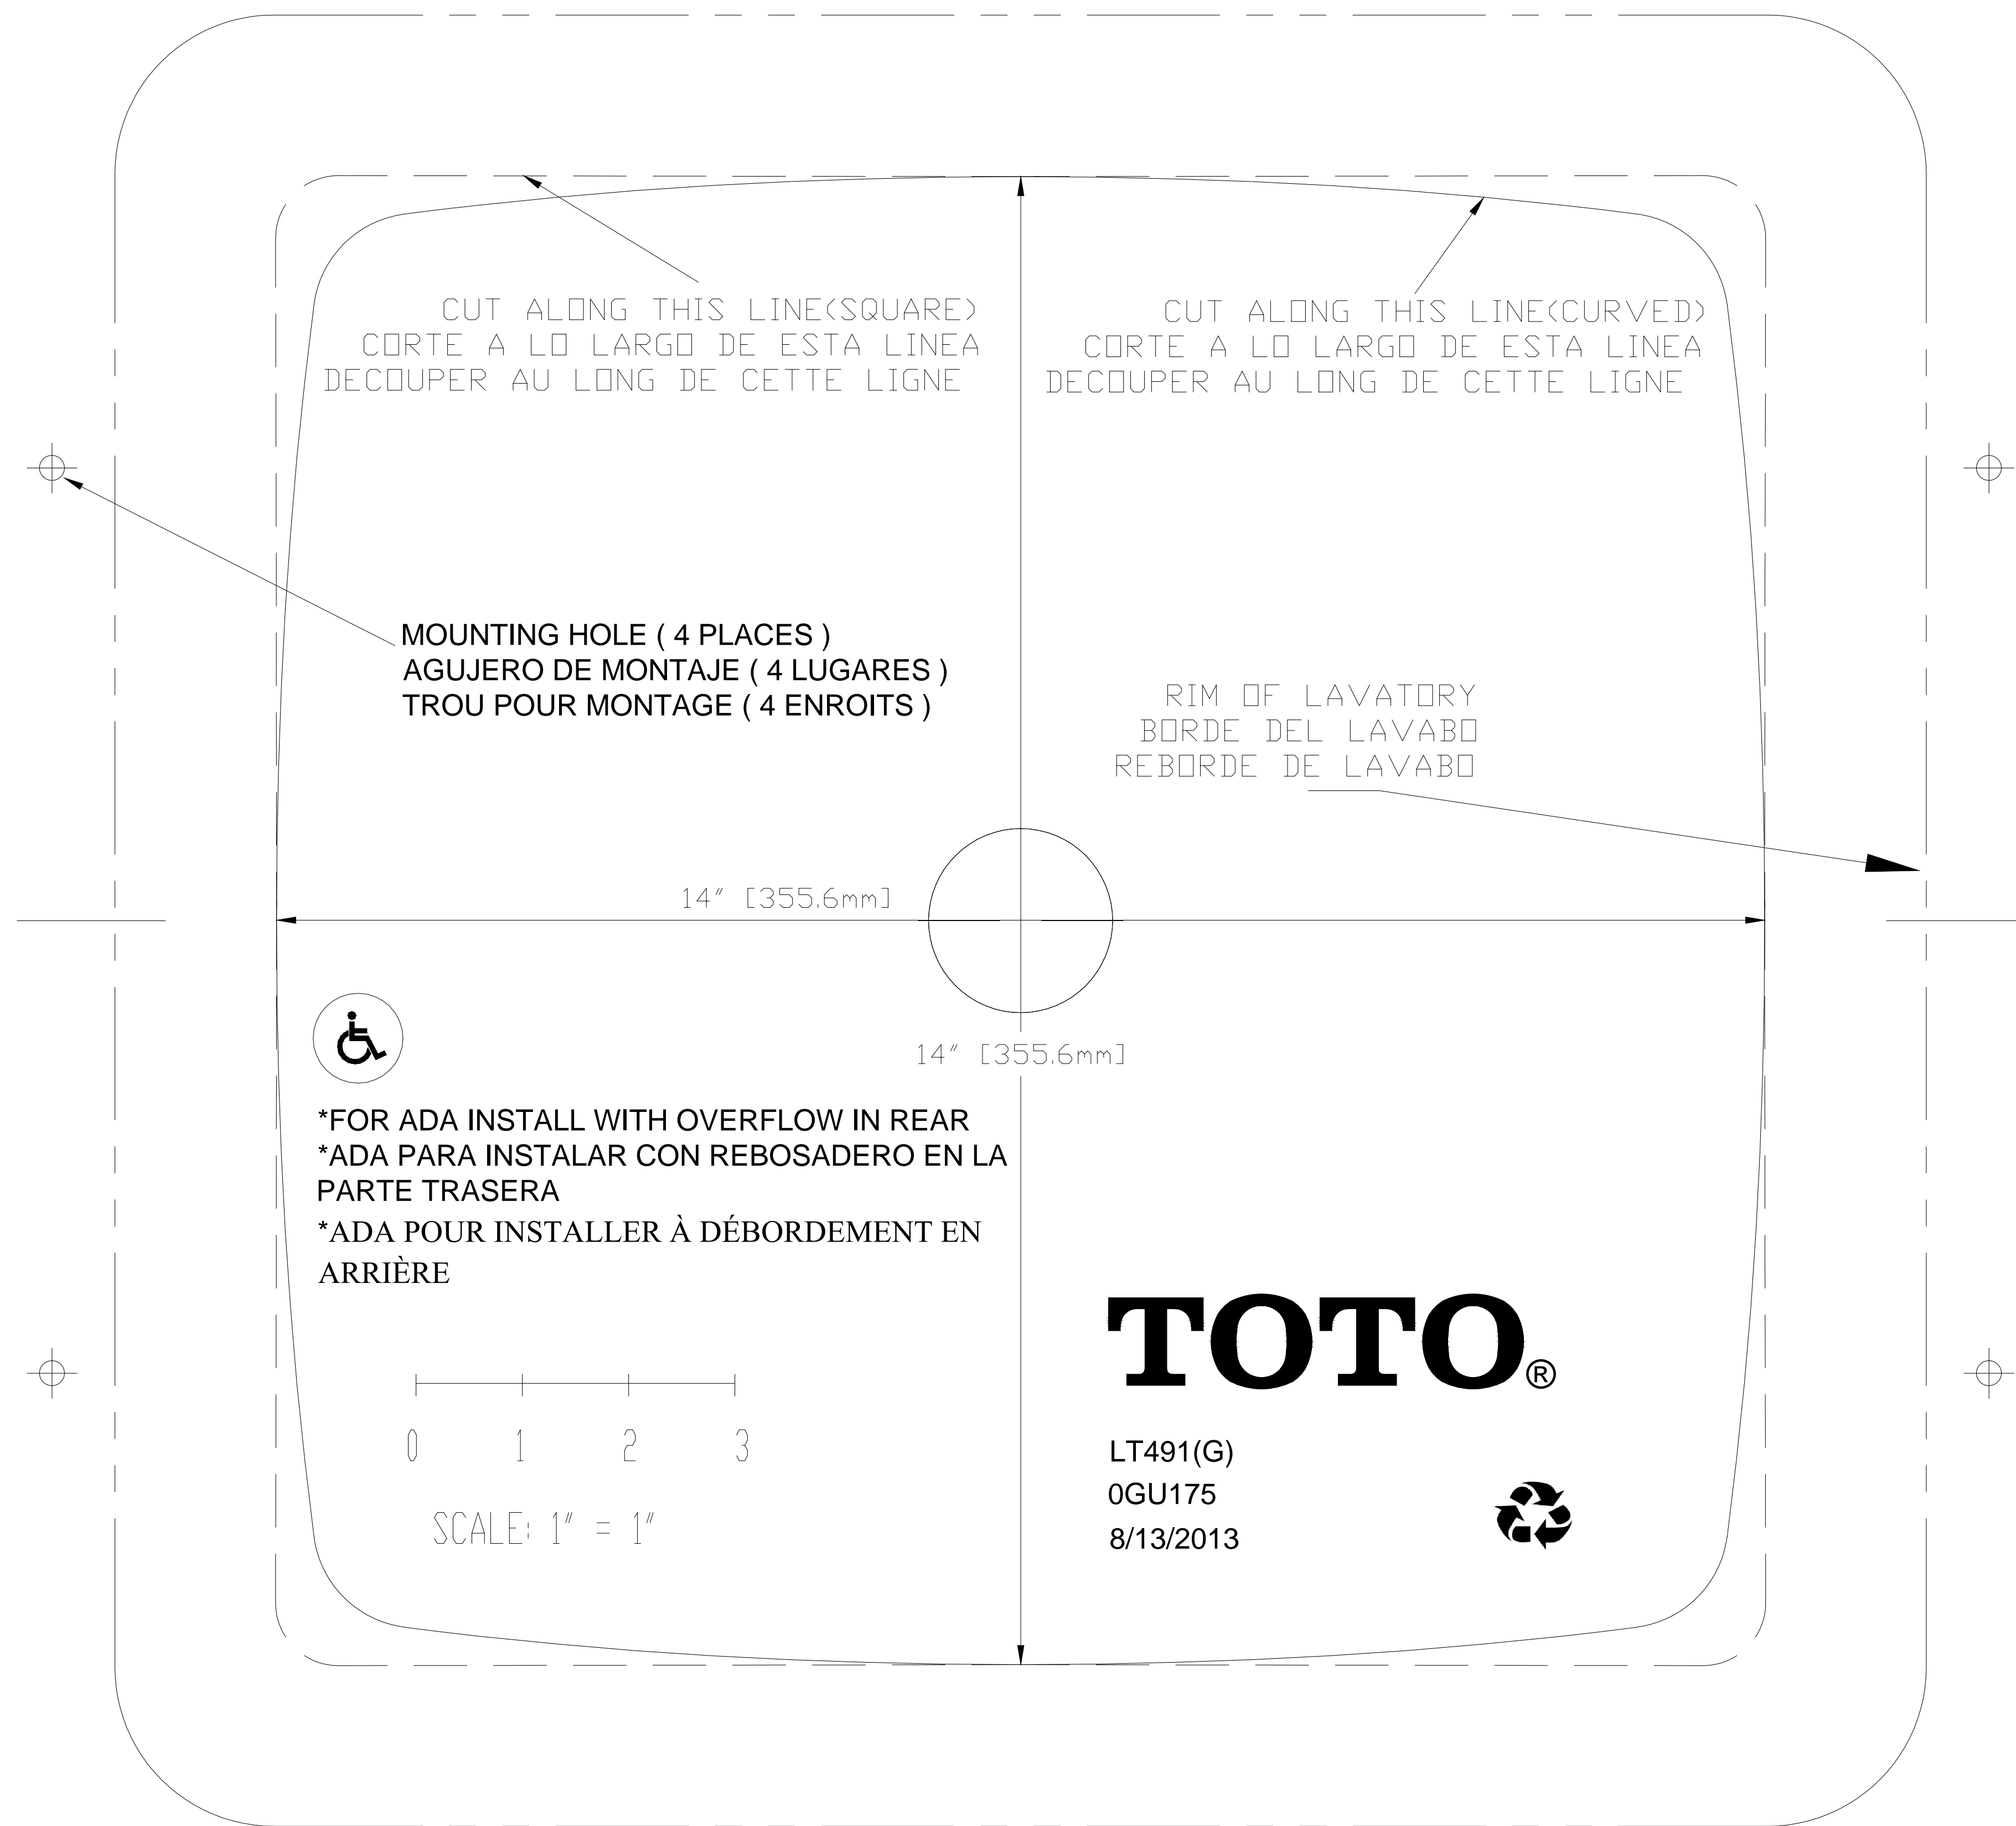 CUT ALONG THIS LINE(SQUARE)
CORTE A LO LARGO DE ESTA LINEA
DECOUPER AU LONG DE CETTE LIGNE
CUT ALONG THIS LINE(CURVED)
CORTE A LO LARGO DE ESTA LINEA
DECOUPER AU LONG DE CETTE LIGNE
MOUNTING HOLE ( 4 PLACES )
AGUJERO DE MONTAJE ( 4 LUGARES )
TROU POUR MONTAGE ( 4 ENROITS )
RIM OF LAVATORY
BORDE DEL LAVABO
REBORDE DE LAVABO
14" [355.6mm]
14" [355.6mm]
*FOR ADA INSTALL WITH OVERFLOW IN REAR
*ADA PARA INSTALAR CON REBOSADERO EN LA
PARTE TRASERA
*ADA POUR INSTALLER À DÉBORDEMENT EN
ARRIÈRE
0 1 2 3
SCALE: 1" = 1"
TOTO®
LT491(G)
0GU175
8/13/2013